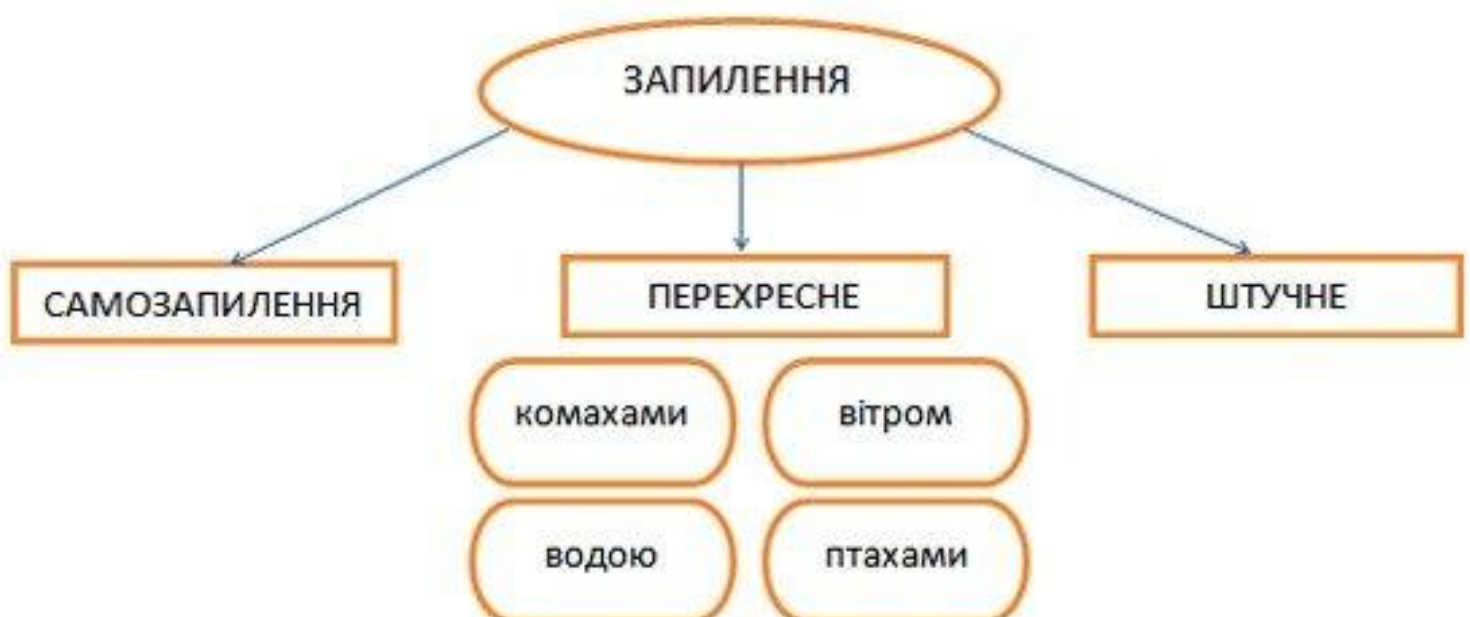 ЗАПИЛЕННЯ
САМОЗАПИЛЕННЯ
ПЕРЕХРЕСНЕ
ШТУЧНЕ
комахами
вітром
водою
птахами